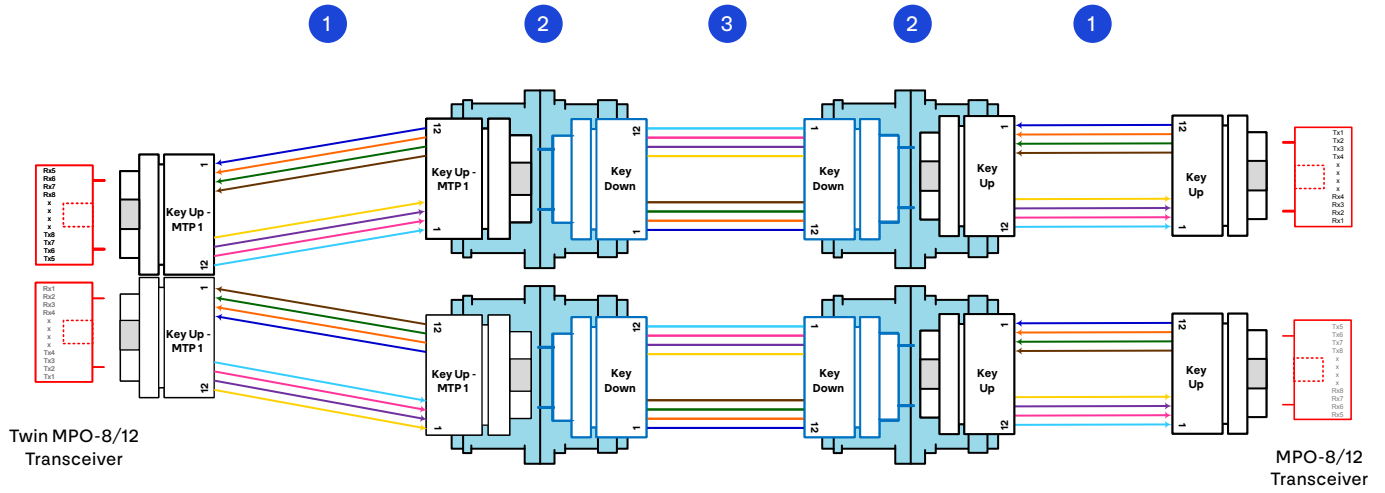 1
2
3
2
1
Rx5
Rx6
Rx7
Rx8
x
x
x
x
Tx8
Tx7
Tx6
Tx5
1
Key Up -
MTP 1
12
12
Key Up -
MTP 1
1
12
Key
Down
1
1
Key
Down
12
1
Key
Up
12
12
Key
Up
1
Tx1
Tx2
Tx3
Tx4
x
x
x
x
Rx4
Rx3
Rx2
Rx1
Rx1
Rx2
Rx3
Rx4
x
x
x
x
Tx4
Tx3
Tx2
Tx1
1
Key Up -
MTP 1
12
12
Key Up -
MTP 1
1
12
Key
Down
1
1
Key
Down
12
1
Key
Up
12
12
Key
Up
1
Tx5
Tx6
Tx7
Tx8
x
x
x
x
Rx8
Rx7
Rx6
Rx5
Twin MPO-8/12
Transceiver
MPO-8/12
Transceiver